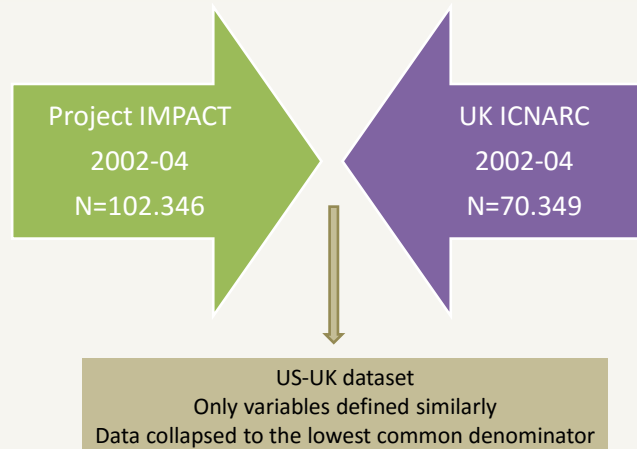 Project IMPACT
2002-04
N=102.346
UK ICNARC
2002-04
N=70.349
US-UK dataset
Only variables defined similarly
Data collapsed to the lowest common denominator